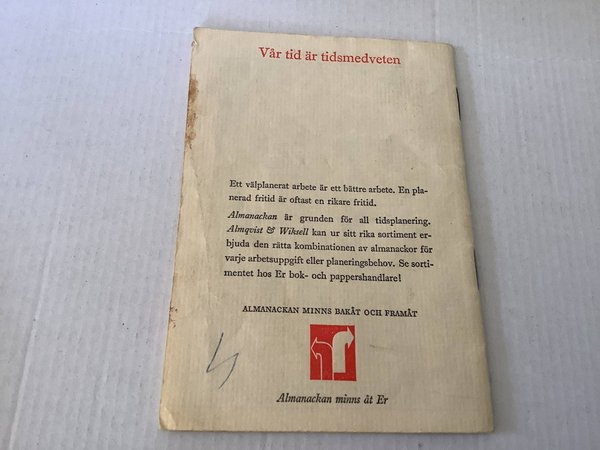 Vår tid är tidsmedveten
Ett välplanerat arbete är ett bättre arbete. En pla-
nerad fritid är oftast en rikare fritid.
Almanackan är grunden för all tidsplanering.
Almqvist & Wiksell kan ur sitt rika sortiment er-
bjuda den rätta kombinationen av almanackor för
varje arbetsuppgift eller planeringsbehov. Se sorti-
mentet hos Er bok- och pappershandlare!
ALMANACKAN MINNS BAKÅT OCH FRAMÅT
Almanackan minns åt Er